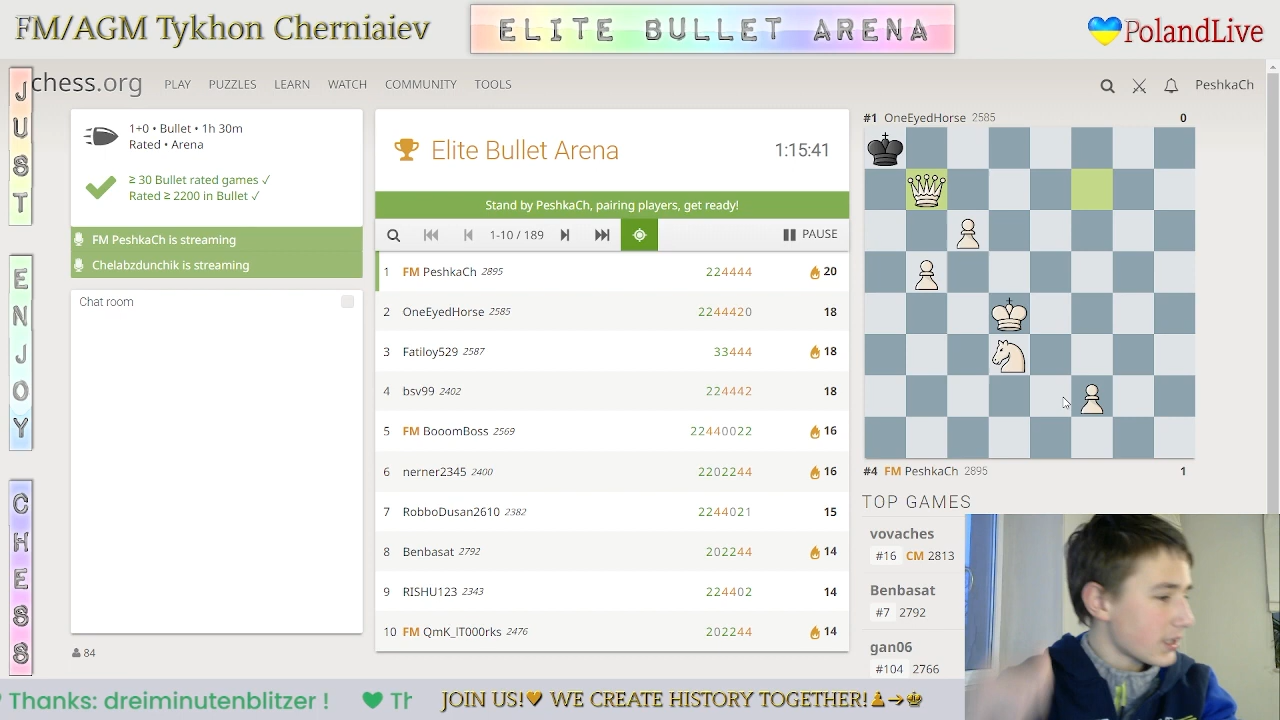 FM/AGM Tykhon Cherniaiev
ELITE BULLET ARENA
PolandLive
JUST
ENJOY
CHESS
chess.org
PLAY
PUZZLES
LEARN
WATCH
COMMUNITY
TOOLS
PeshkaCh
1+0 • Bullet • 1h 30m
Rated • Arena
≥ 30 Bullet rated games ✓
Rated ≥ 2200 in Bullet ✓
FM PeshkaCh is streaming
Chelabzdunchik is streaming
Chat room
84
Elite Bullet Arena
1:15:41
Stand by PeshkaCh, pairing players, get ready!
1-10 / 189
PAUSE
1 FM PeshkaCh 2895 224444 20
2 OneEyedHorse 2585 2244420 18
3 Fatiloy529 2587 33444 18
4 bsv99 2402 224442 18
5 FM BooomBoss 2569 22440022 16
6 nerner2345 2400 2202244 16
7 RobboDusan2610 2382 2244021 15
8 Benbasat 2792 202244 14
9 RISHU123 2343 224402 14
10 FM QmK_IT000rks 2476 202244 14
#1 OneEyedHorse 2585 0
#4 FM PeshkaCh 2895 1
TOP GAMES
vovaches
#16 CM 2813
Benbasat
#7 2792
gan06
#104 2766
Thanks: dreiminutenblitzer !
Th
JOIN US! WE CREATE HISTORY TOGETHER!